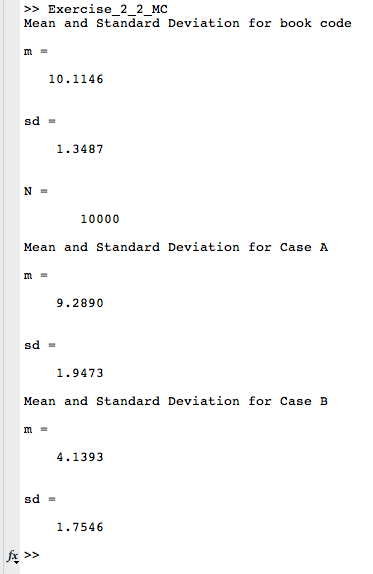 >> Exercise_2_2_MC
Mean and Standard Deviation for book code
m =
10.1146
sd =
1.3487
N =
10000
Mean and Standard Deviation for Case A
m =
9.2890
sd =
1.9473
Mean and Standard Deviation for Case B
m =
4.1393
sd =
1.7546
fx >>